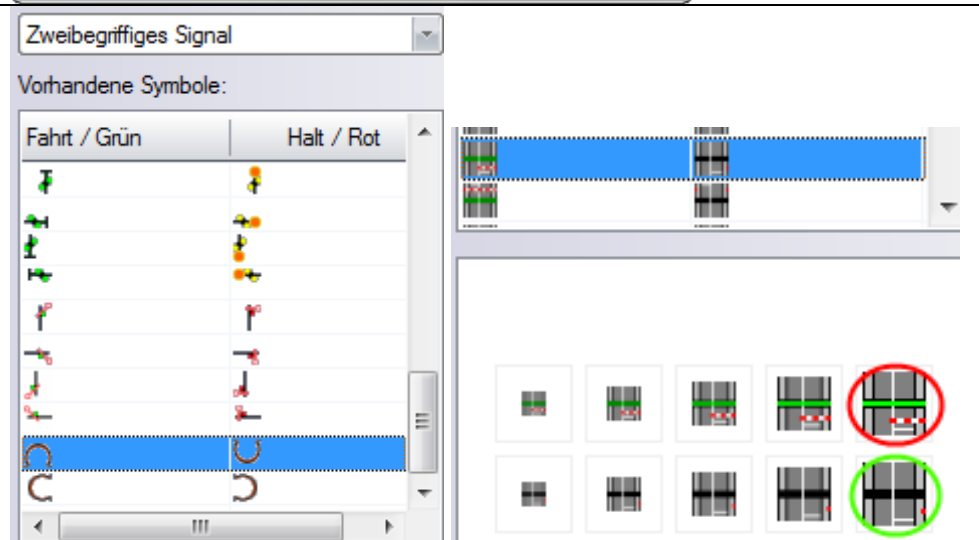 Zweibegriffiges Signal
Vorhandene Symbole:
Fahrt / Grün Halt / Rot